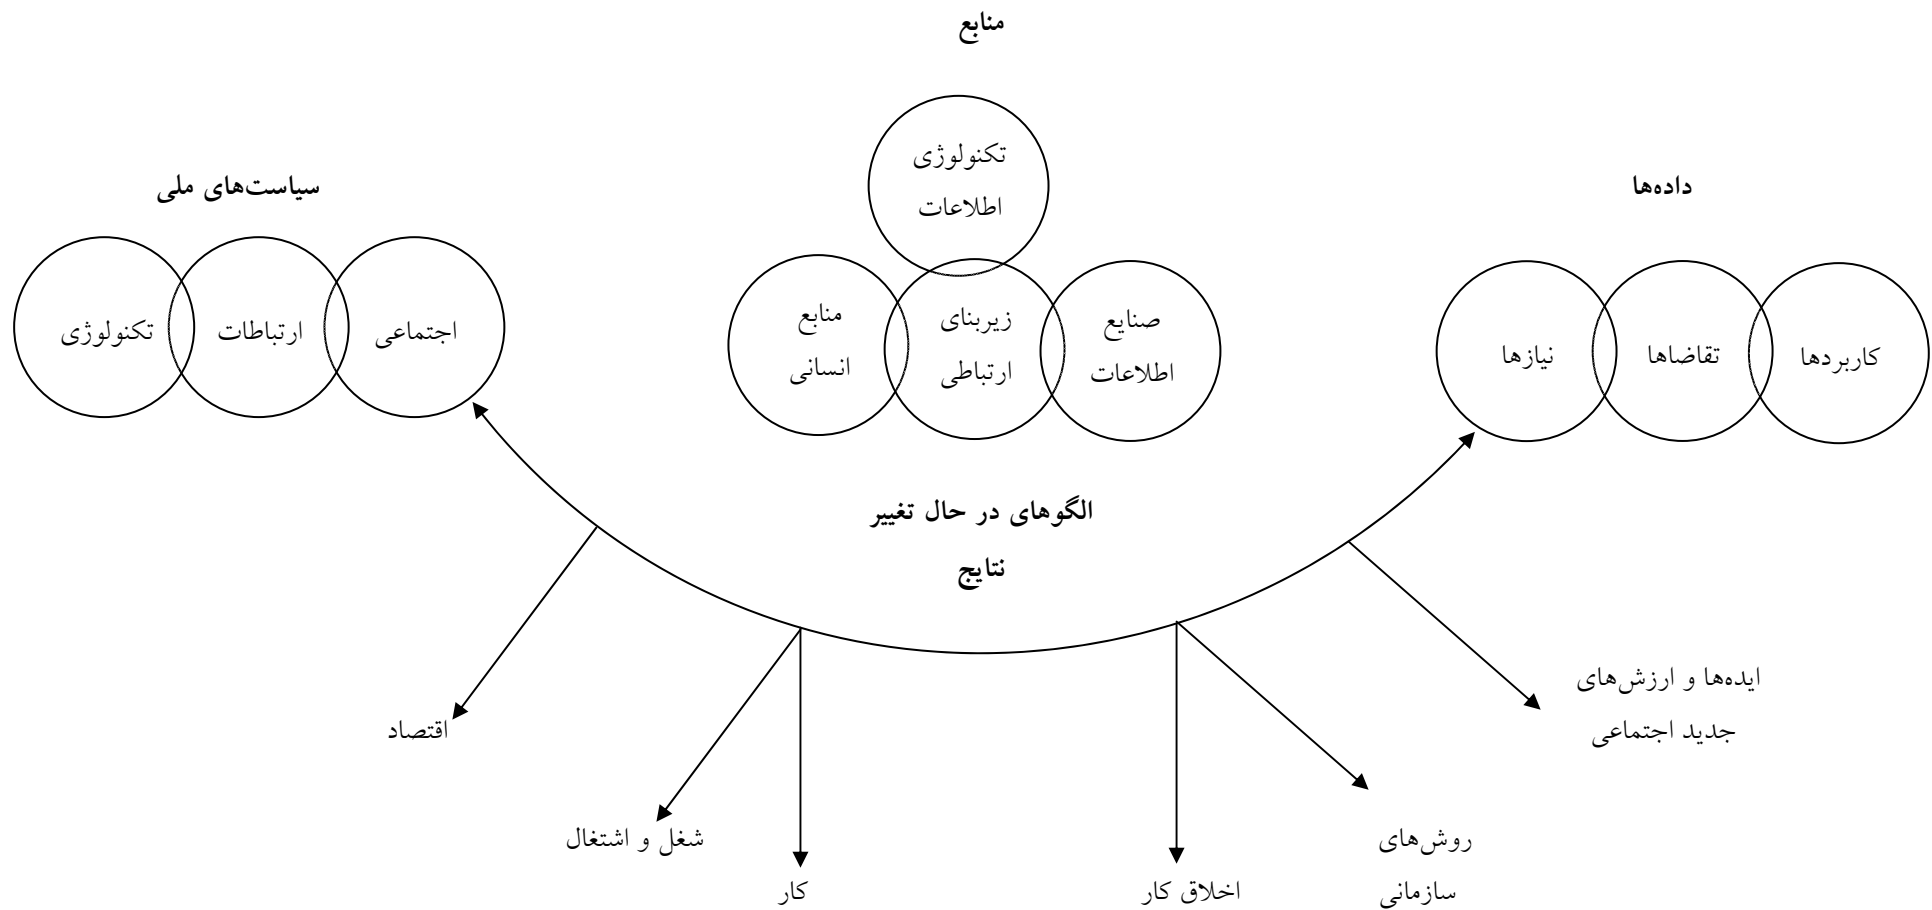 منابع
تکنولوژی
اطلاعات
داده‌ها
سیاست‌های ملی
کاربردها
تقاضاها
نیازها
صنایع
اطلاعات
زیربنای
ارتباطی
منابع
انسانی
اجتماعی
ارتباطات
تکنولوژی
الگوهای در حال تغییر
نتایج
ایده‌ها و ارزش‌های
جدید اجتماعی
روش‌های
سازمانی
اخلاق کار
کار
شغل و اشتغال
اقتصاد